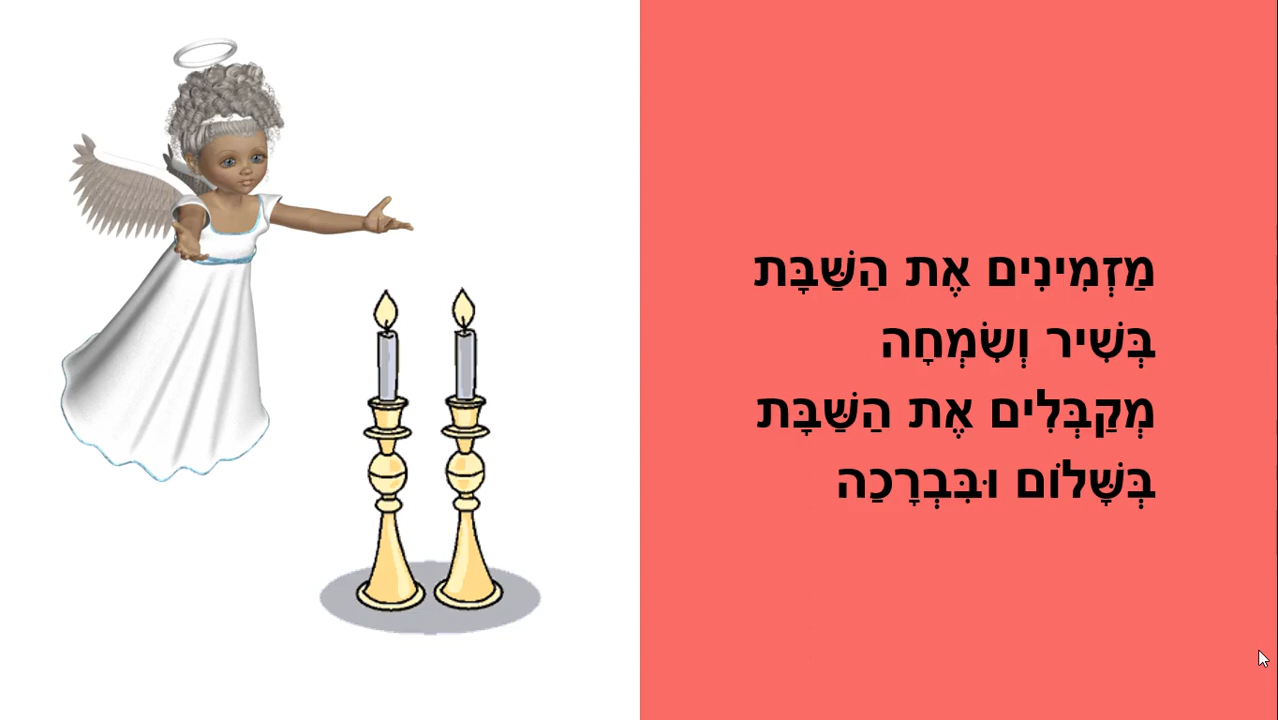 מַזְמִינִים אֶת הַשַּׁבָּת
בְּשִׁיר וְשִׂמְחָה
מְקַבְּלִים אֶת הַשַּׁבָּת
בְּשָּׁלוֹם וּבִּבְרָכַה